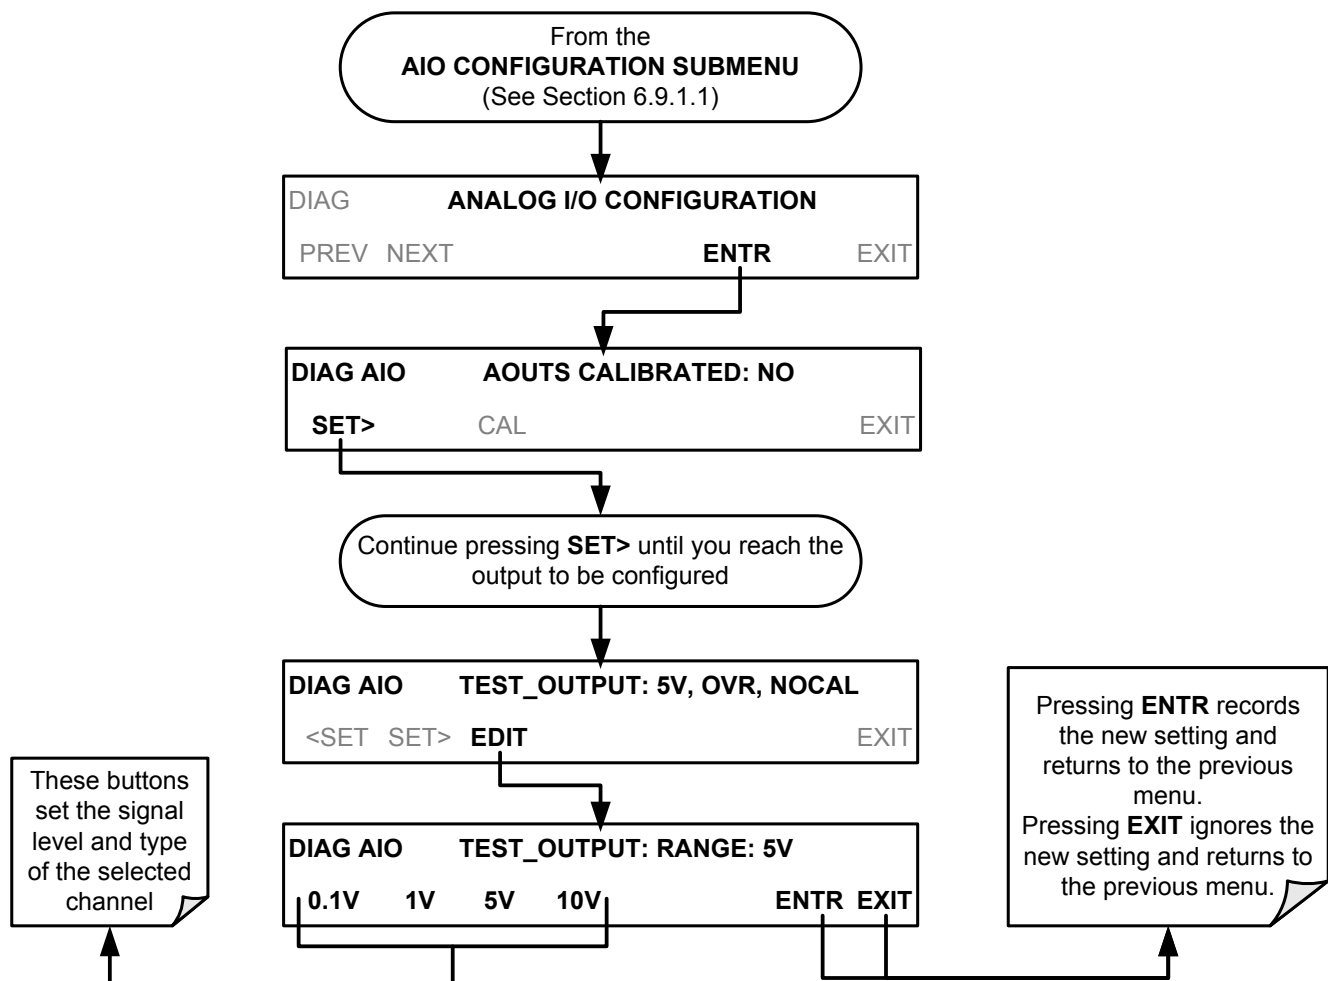 From the
AIO CONFIGURATION SUBMENU
(See Section 6.9.1.1)
DIAG ANALOG I/O CONFIGURATION
PREV NEXT ENTR EXIT
DIAG AIO AOUTS CALIBRATED: NO
SET> CAL EXIT
Continue pressing SET> until you reach the
output to be configured
DIAG AIO TEST_OUTPUT: 5V, OVR, NOCAL
<SET SET> EDIT EXIT
DIAG AIO TEST_OUTPUT: RANGE: 5V
0.1V 1V 5V 10V ENTR EXIT
These buttons
set the signal
level and type
of the selected
channel
Pressing ENTR records
the new setting and
returns to the previous
menu.
Pressing EXIT ignores the
new setting and returns to
the previous menu.